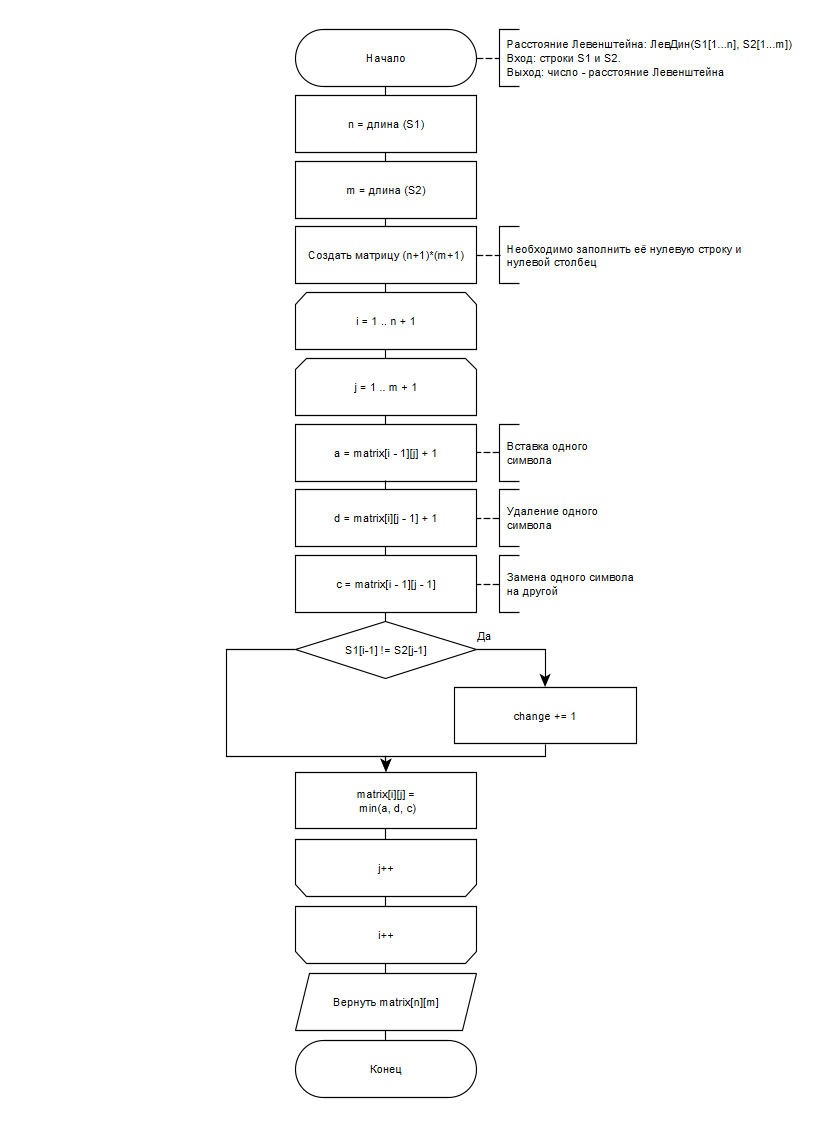 Начало
Расстояние Левенштейна: ЛевДин(S1[1...n], S2[1...m])
Вход: строки S1 и S2.
Выход: число - расстояние Левенштейна
n = длина (S1)
m = длина (S2)
Создать матрицу (n+1)*(m+1)
Необходимо заполнить её нулевую строку и
нулевой столбец
i = 1 .. n + 1
j = 1 .. m + 1
a = matrix[i - 1][j] + 1
Вставка одного
символа
d = matrix[i][j - 1] + 1
Удаление одного
символа
c = matrix[i - 1][j - 1]
Замена одного символа
на другой
S1[i-1] != S2[j-1]
Да
change += 1
matrix[i][j] =
min(a, d, c)
j++
i++
Вернуть matrix[n][m]
Конец